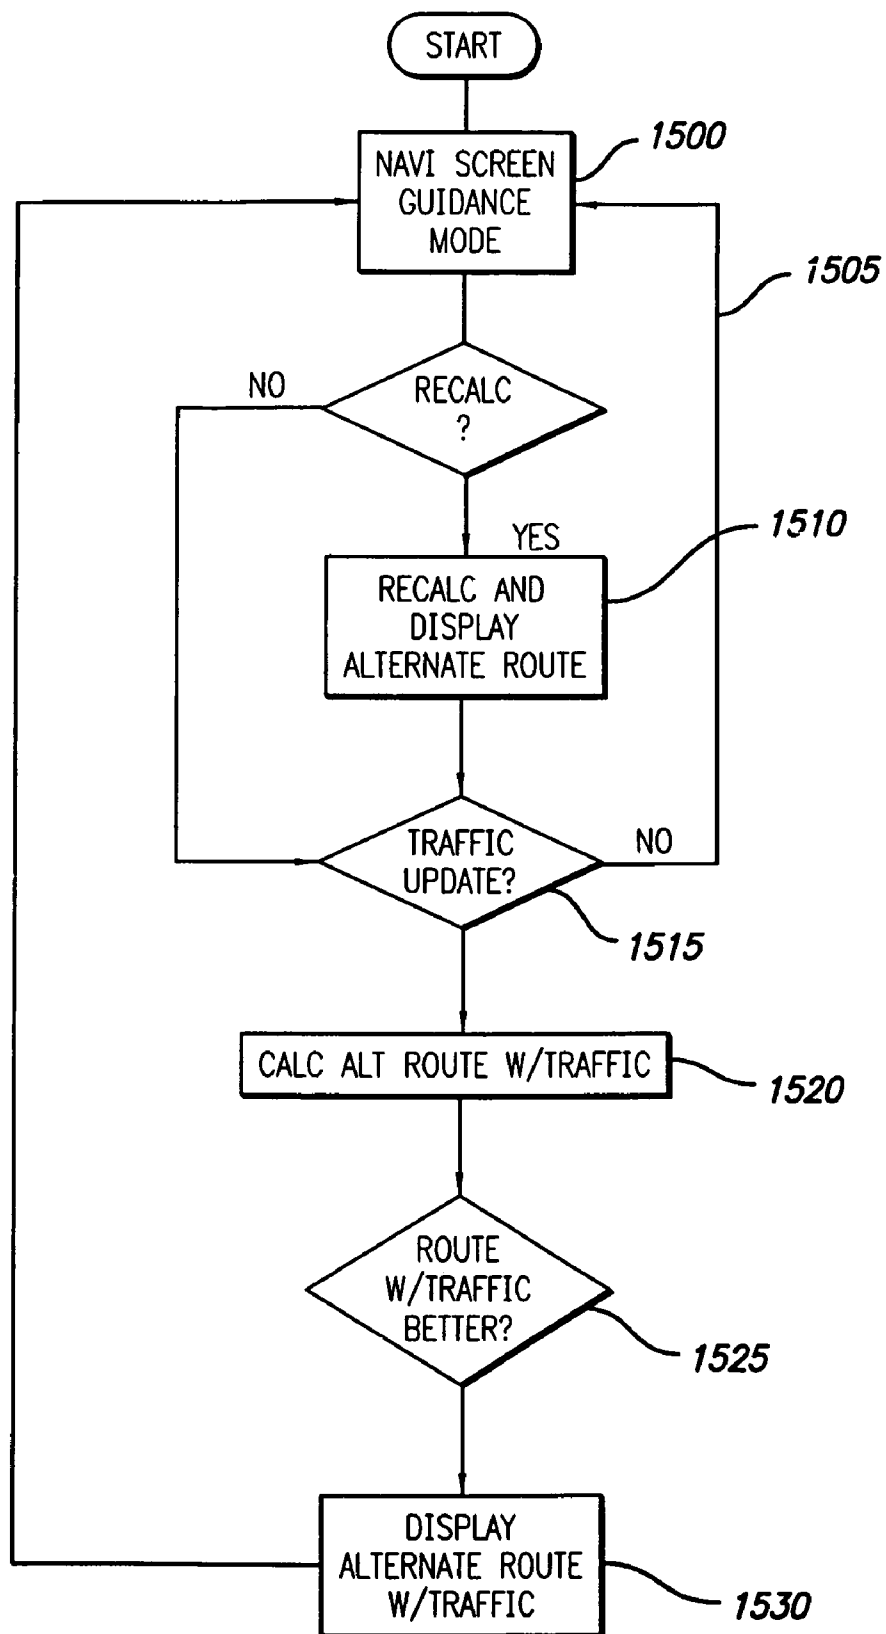 START
NAVI SCREEN
GUIDANCE
MODE
1500
1505
RECALC
?
NO
YES
1510
RECALC AND
DISPLAY
ALTERNATE ROUTE
TRAFFIC
UPDATE?
NO
1515
CALC ALT ROUTE W/TRAFFIC
1520
ROUTE
W/TRAFFIC
BETTER?
1525
DISPLAY
ALTERNATE ROUTE
W/TRAFFIC
1530